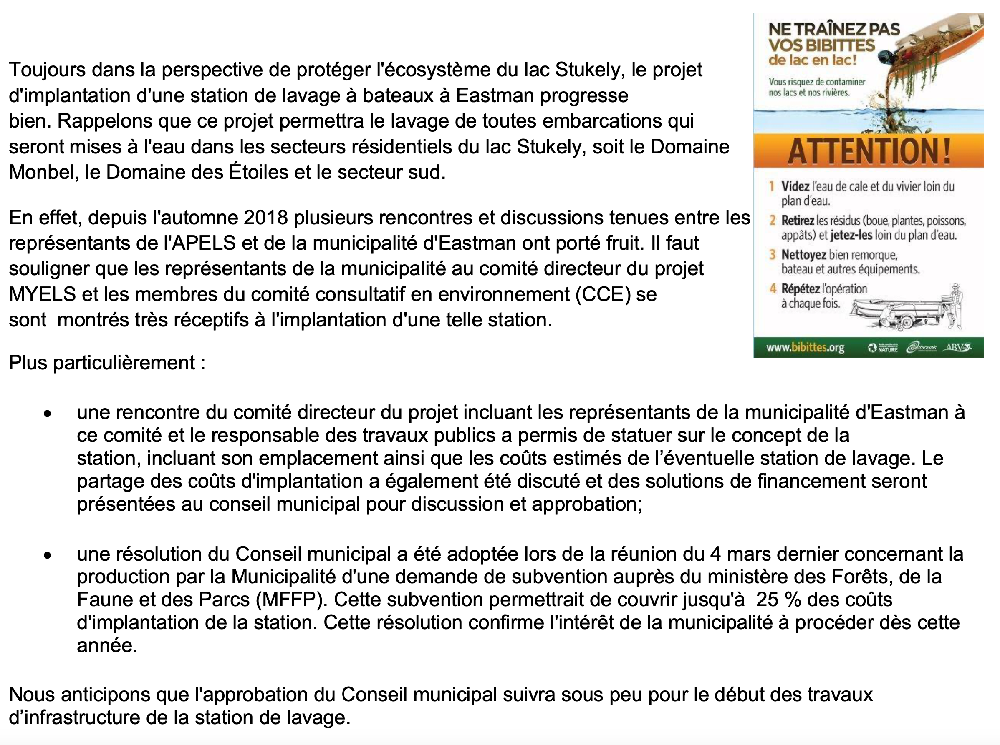 Toujours dans la perspective de protéger l'écosystème du lac Stukely, le projet
d'implantation d'une station de lavage à bateaux à Eastman progresse
bien. Rappelons que ce projet permettra le lavage de toutes embarcations qui
seront mises à l'eau dans les secteurs résidentiels du lac Stukely, soit le Domaine
Monbel, le Domaine des Étoiles et le secteur sud.
En effet, depuis l'automne 2018 plusieurs rencontres et discussions tenues entre les
représentants de l'APELS et de la municipalité d'Eastman ont porté fruit. Il faut
souligner que les représentants de la municipalité au comité directeur du projet
MYELS et les membres du comité consultatif en environnement (CCE) se
sont  montrés très réceptifs à l'implantation d'une telle station.
NE TRAÎNEZ PAS
VOS BIBITTES
de lac en lac!
Vous risquez de contaminer
nos lacs et nos rivières.
ATTENTION!
1 Videz l'eau de cale et du vivier loin du
plan d'eau.
2 Retirez les résidus (boue, plantes, poissons,
appâts) et jetez-les loin du plan d'eau.
3 Nettoyez bien remorque,
bateau et autres équipements.
4 Répétez l'opération
à chaque fois.
www.bibittes.org
NATURE
Outaouais
ABV
Plus particulièrement :
• une rencontre du comité directeur du projet incluant les représentants de la municipalité d'Eastman à
ce comité et le responsable des travaux publics a permis de statuer sur le concept de la
station, incluant son emplacement ainsi que les coûts estimés de l’éventuelle station de lavage. Le
partage des coûts d'implantation a également été discuté et des solutions de financement seront
présentées au conseil municipal pour discussion et approbation;
• une résolution du Conseil municipal a été adoptée lors de la réunion du 4 mars dernier concernant la
production par la Municipalité d'une demande de subvention auprès du ministère des Forêts, de la
Faune et des Parcs (MFFP). Cette subvention permettrait de couvrir jusqu'à  25 % des coûts
d'implantation de la station. Cette résolution confirme l'intérêt de la municipalité à procéder dès cette
année.
Nous anticipons que l'approbation du Conseil municipal suivra sous peu pour le début des travaux
d’infrastructure de la station de lavage.